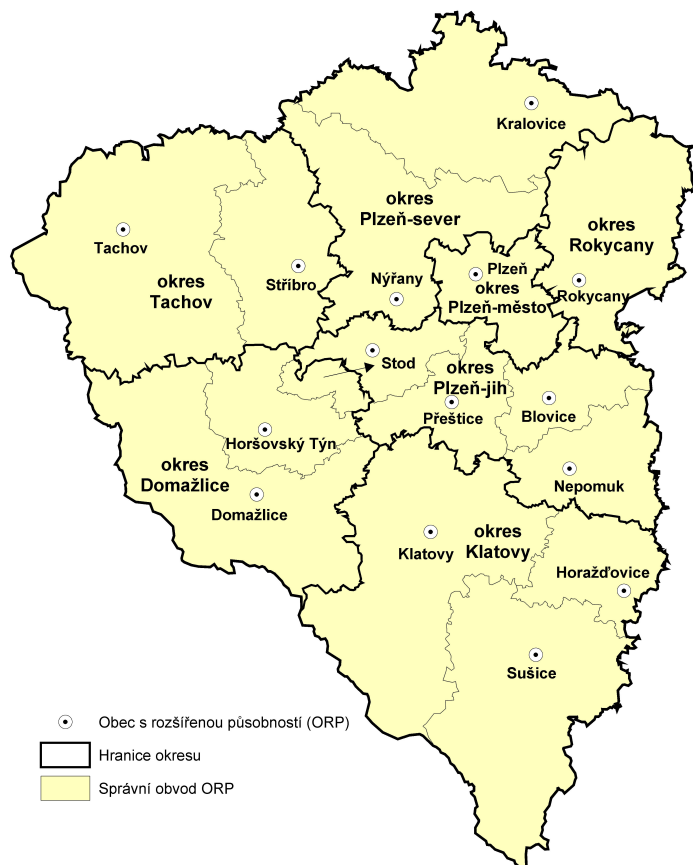 Kralovice
okres
Plzeň-sever
okres
Rokycany
Tachov
okres
Tachov
Stříbro
Nýřany
Plzeň
okres
Plzeň-město
Rokycany
Stod
okres
Plzeň-jih
Přeštice
Blovice
Horšovský Týn
okres
Domažlice
Domažlice
Nepomuk
Klatovy
okres
Klatovy
Horažďovice
Sušice
Obec s rozšířenou působností (ORP)
Hranice okresu
Správní obvod ORP